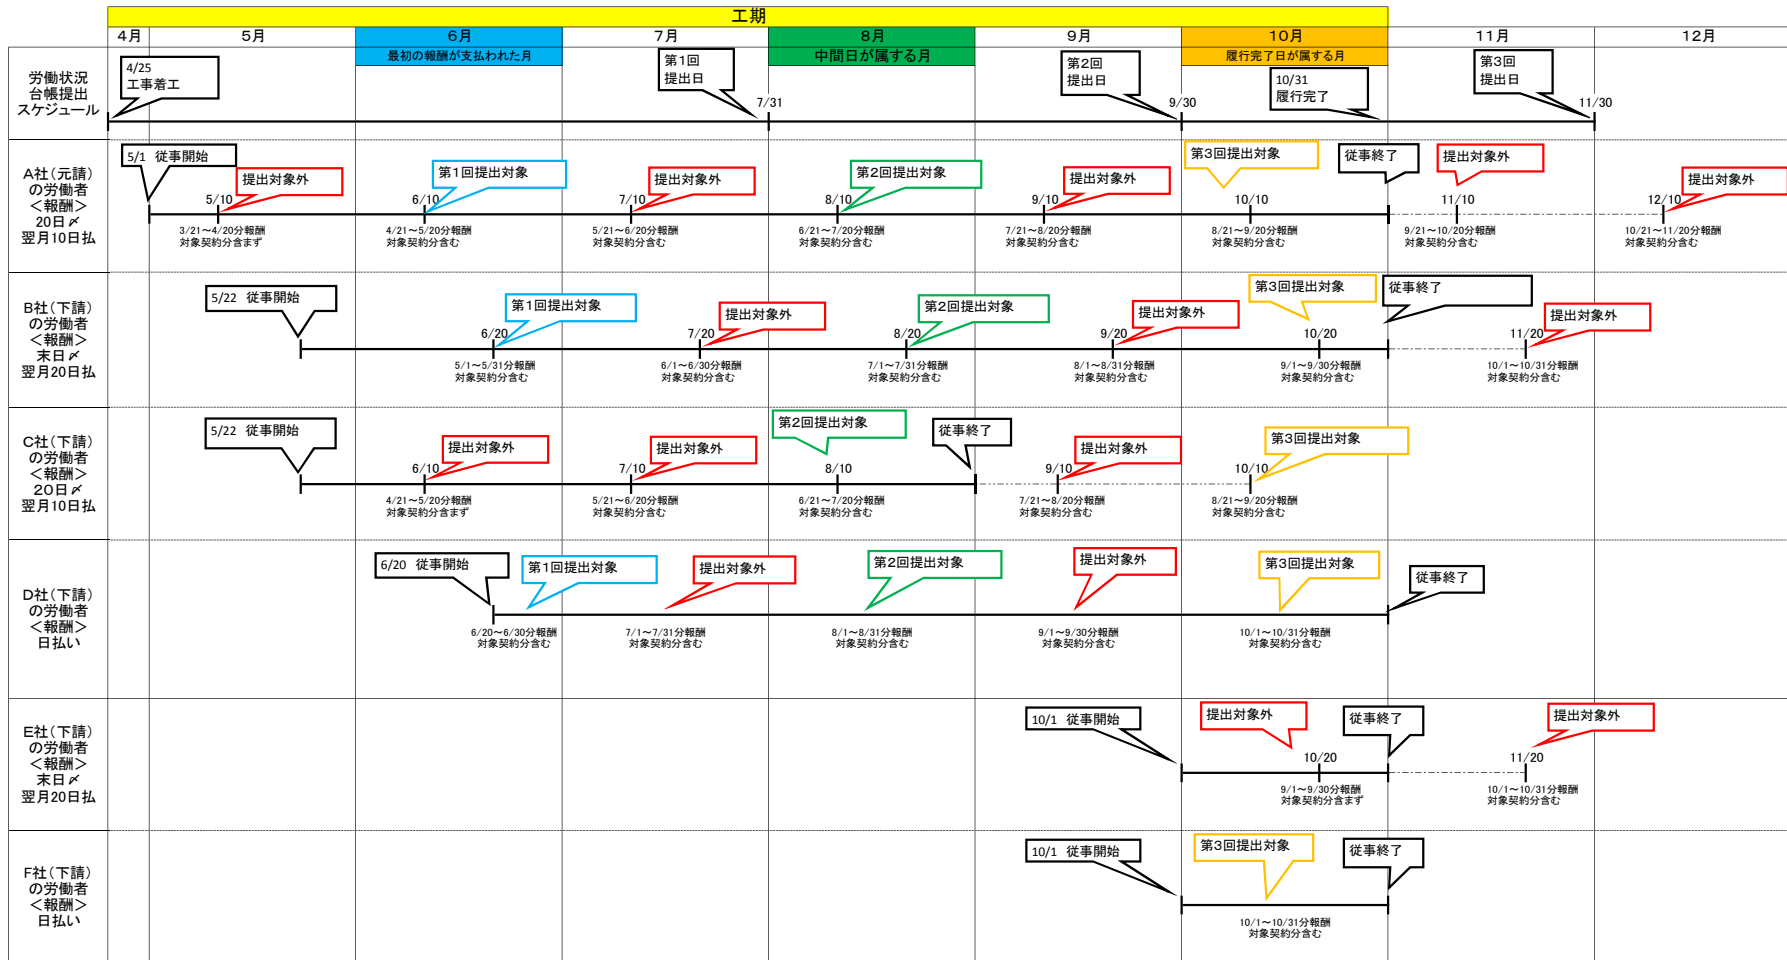 工期
4月
5月
6月
7月
8月
9月
10月
11月
12月
最初の報酬が支払われた月
中間日が属する月
履行完了日が属する月
労働状況
台帳提出
スケジュール
4/25
工事着工
第1回
提出日
7/31
第2回
提出日
9/30
10/31
履行完了
第3回
提出日
11/30
A社(元請)
の労働者
<報酬>
20日〆
翌月10日払
5/1 従事開始
提出対象外
第1回提出対象
提出対象外
第2回提出対象
提出対象外
第3回提出対象
従事終了
提出対象外
提出対象外
5/10
6/10
7/10
8/10
9/10
10/10
11/10
12/10
3/21~4/20分報酬
対象契約分含まず
4/21~5/20分報酬
対象契約分含む
5/21~6/20分報酬
対象契約分含む
6/21~7/20分報酬
対象契約分含む
7/21~8/20分報酬
対象契約分含む
8/21~9/20分報酬
対象契約分含む
9/21~10/20分報酬
対象契約分含む
10/21~11/20分報酬
対象契約分含む
B社(下請)
の労働者
<報酬>
末日〆
翌月20日払
5/22 従事開始
第1回提出対象
提出対象外
第2回提出対象
提出対象外
第3回提出対象
従事終了
提出対象外
6/20
7/20
8/20
9/20
10/20
11/20
5/1~5/31分報酬
対象契約分含む
6/1~6/30分報酬
対象契約分含む
7/1~7/31分報酬
対象契約分含む
8/1~8/31分報酬
対象契約分含む
9/1~9/30分報酬
対象契約分含む
10/1~10/31分報酬
対象契約分含む
C社(下請)
の労働者
<報酬>
20日〆
翌月10日払
5/22 従事開始
提出対象外
提出対象外
第2回提出対象
従事終了
提出対象外
第3回提出対象
6/10
7/10
8/10
9/10
10/10
4/21~5/20分報酬
対象契約分含まず
5/21~6/20分報酬
対象契約分含む
6/21~7/20分報酬
対象契約分含む
7/21~8/20分報酬
対象契約分含む
8/21~9/20分報酬
対象契約分含む
D社(下請)
の労働者
<報酬>
日払い
6/20 従事開始
第1回提出対象
提出対象外
第2回提出対象
提出対象外
第3回提出対象
従事終了
6/20~6/30分報酬
対象契約分含む
7/1~7/31分報酬
対象契約分含む
8/1~8/31分報酬
対象契約分含む
9/1~9/30分報酬
対象契約分含む
10/1~10/31分報酬
対象契約分含む
E社(下請)
の労働者
<報酬>
末日〆
翌月20日払
10/1 従事開始
提出対象外
従事終了
提出対象外
10/20
11/20
9/1~9/30分報酬
対象契約分含まず
10/1~10/31分報酬
対象契約分含む
F社(下請)
の労働者
<報酬>
日払い
10/1 従事開始
第3回提出対象
従事終了
10/1~10/31分報酬
対象契約分含む